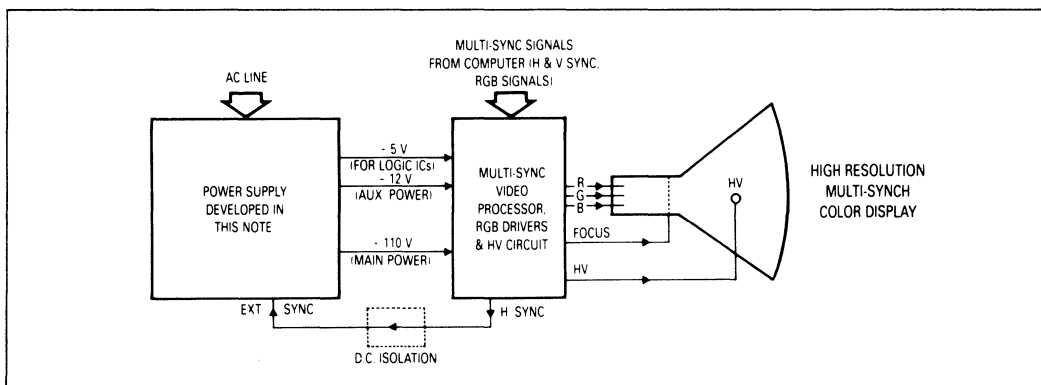 MULTI-SYNC SIGNALS
FROM COMPUTER (H & V SYNC,
RGB SIGNALS)
AC LINE
- 5 V
(FOR LOGIC ICs)
- 12 V
(AUX POWER)
- 110 V
(MAIN POWER)
POWER SUPPLY
DEVELOPED IN
THIS NOTE
MULTI-SYNC
VIDEO
PROCESSOR,
RGB DRIVERS
& HV CIRCUIT
R
G
B
FOCUS
HV
HV
HIGH RESOLUTION
MULTI-SYNCH
COLOR DISPLAY
EXT SYNC
H SYNC
D.C. ISOLATION